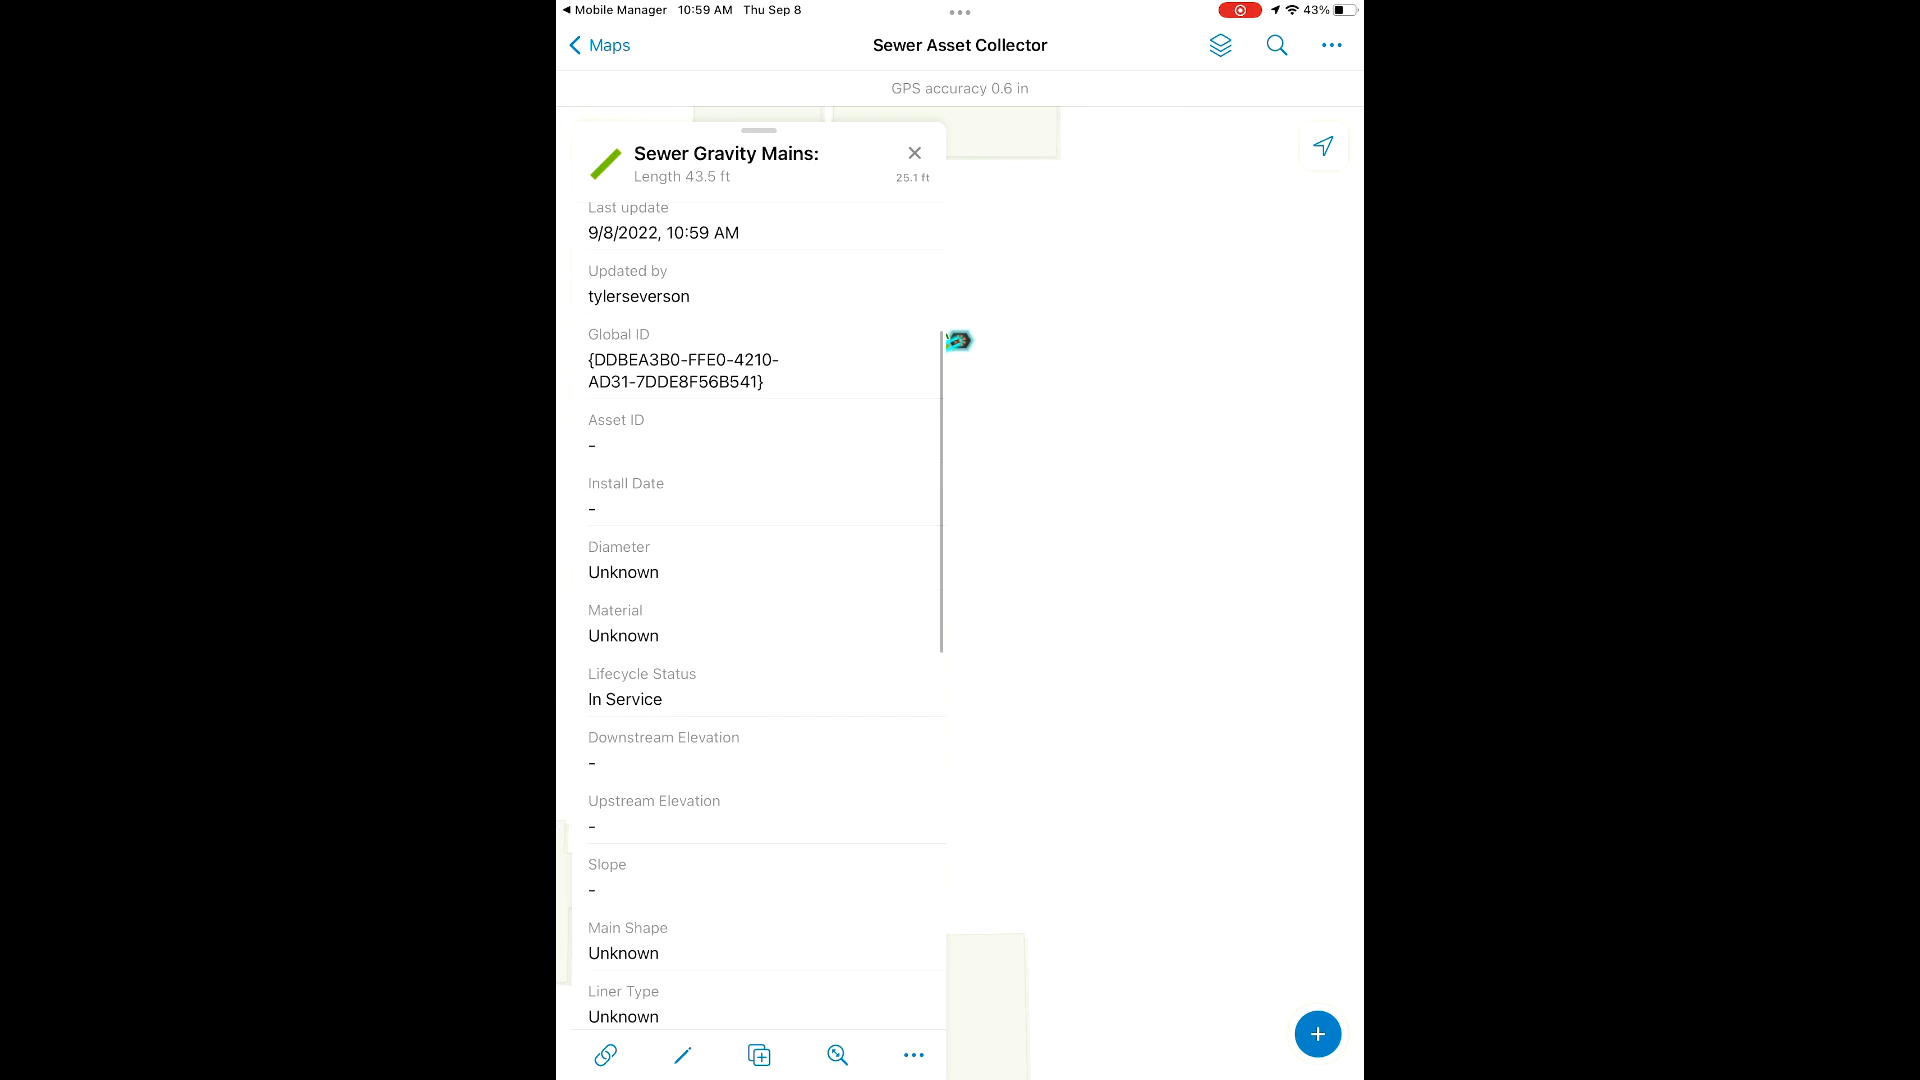 Mobile Manager 10:59 AM Thu Sep 8
43%
Maps
Sewer Asset Collector
GPS accuracy 0.6 in
Sewer Gravity Mains:
Length 43.5 ft
25.1 ft
Last update
9/8/2022, 10:59 AM
Updated by
tylerseverson
Global ID
{DDBEA3B0-FFE0-4210-
AD31-7DDE8F56B541}
Asset ID
-
Install Date
-
Diameter
Unknown
Material
Unknown
Lifecycle Status
In Service
Downstream Elevation
-
Upstream Elevation
-
Slope
-
Main Shape
Unknown
Liner Type
Unknown